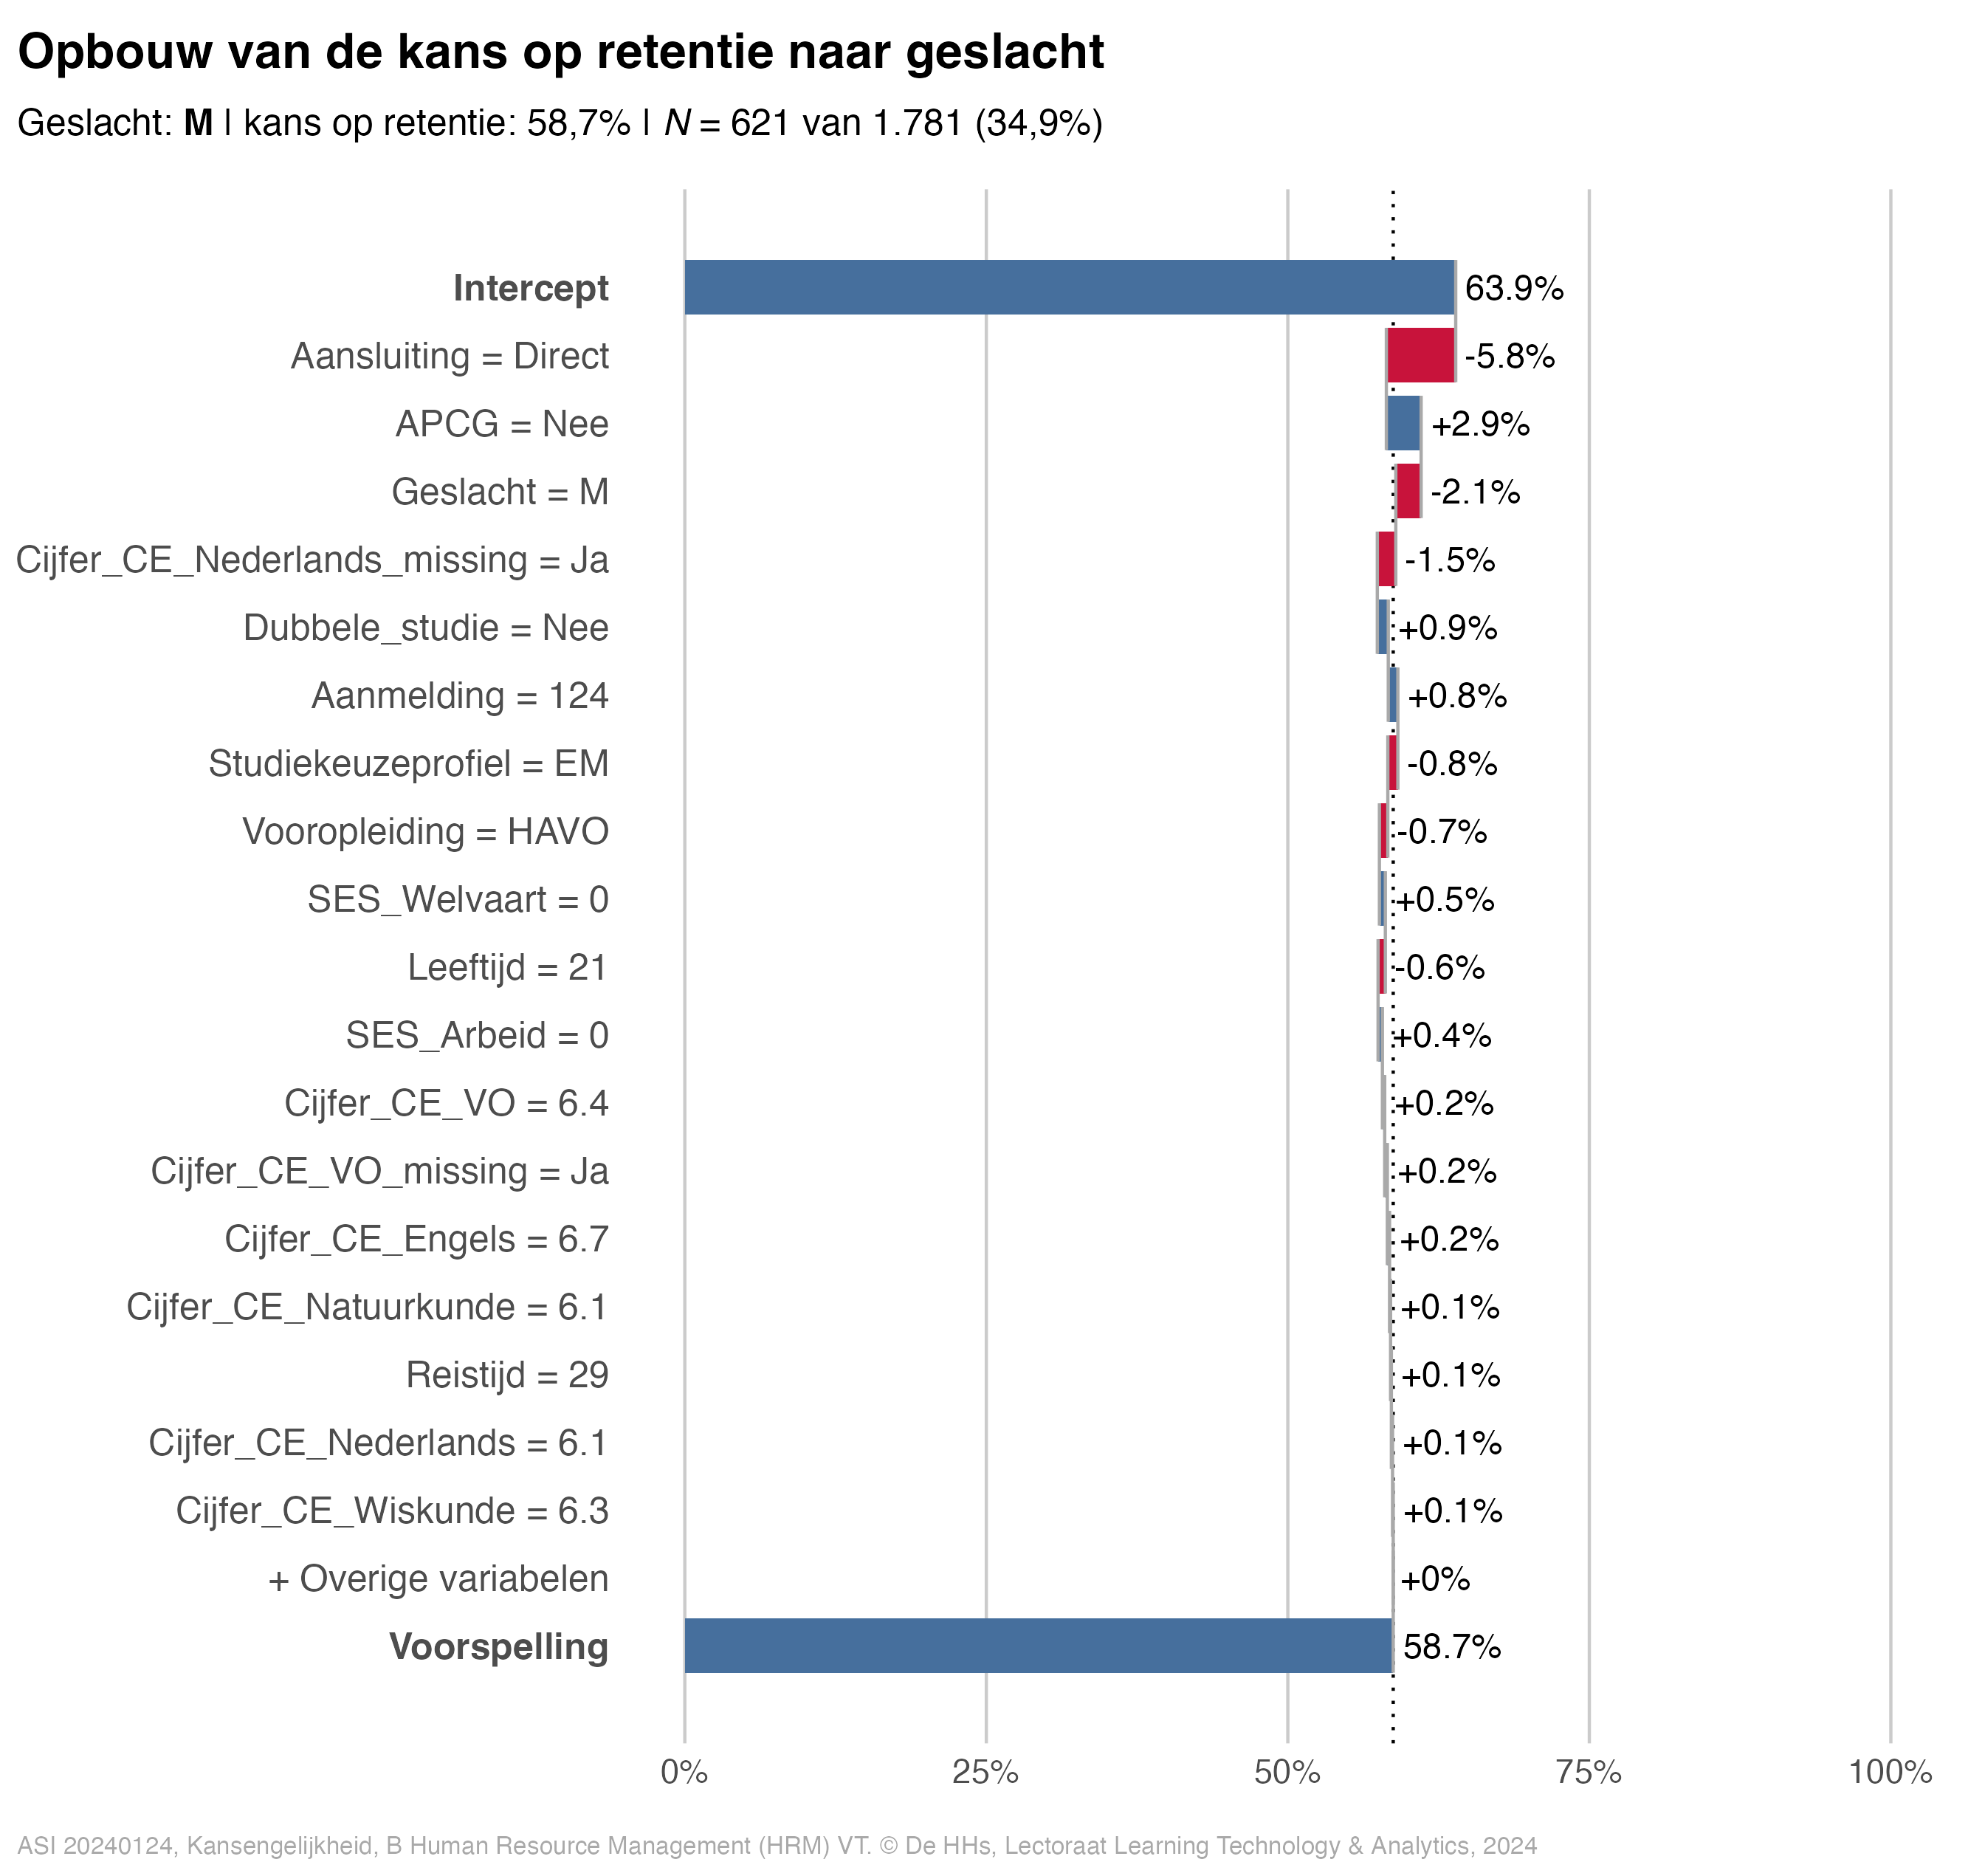 Opbouw van de kans op retentie naar geslacht
Geslacht: M | kans op retentie: 58,7% | N = 621 van 1.781 (34,9%)
Intercept 63.9%
Aansluiting = Direct -5.8%
APCG = Nee +2.9%
Geslacht = M -2.1%
Cijfer_CE_Nederlands_missing = Ja -1.5%
Dubbele_studie = Nee +0.9%
Aanmelding = 124 +0.8%
Studiekeuzeprofiel = EM -0.8%
Vooropleiding = HAVO -0.7%
SES_Welvaart = 0 +0.5%
Leeftijd = 21 -0.6%
SES_Arbeid = 0 +0.4%
Cijfer_CE_VO = 6.4 +0.2%
Cijfer_CE_VO_missing = Ja +0.2%
Cijfer_CE_Engels = 6.7 +0.2%
Cijfer_CE_Natuurkunde = 6.1 +0.1%
Reistijd = 29 +0.1%
Cijfer_CE_Nederlands = 6.1 +0.1%
Cijfer_CE_Wiskunde = 6.3 +0.1%
+ Overige variabelen +0%
Voorspelling 58.7%
0% 25% 50% 75% 100%
ASI 20240124, Kansengelijkheid, B Human Resource Management (HRM) VT. © De HHs, Lectoraat Learning Technology & Analytics, 2024